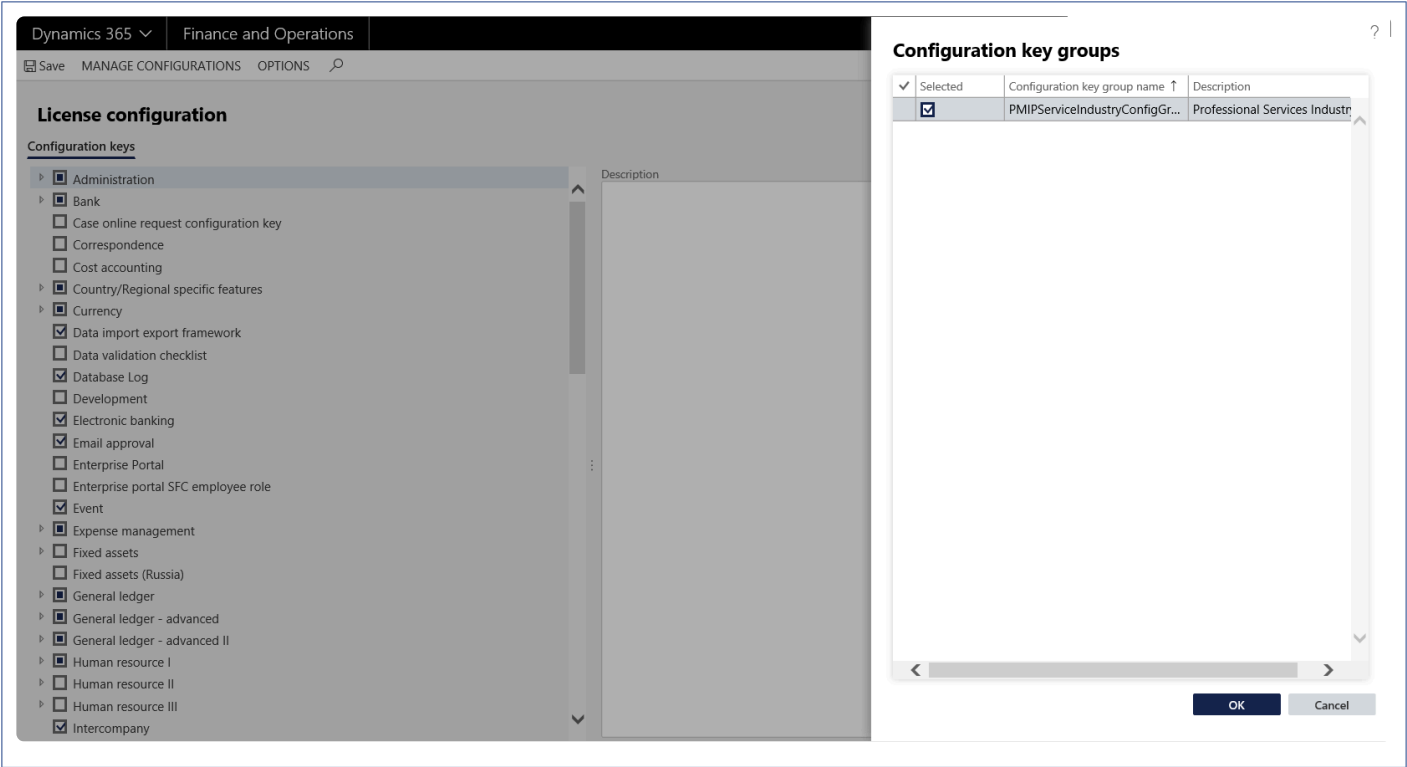 Dynamics 365 Finance and Operations
Save MANAGE CONFIGURATIONS OPTIONS
License configuration
Configuration keys
Administration
Bank
Case online request configuration key
Correspondence
Cost accounting
Country/Regional specific features
Currency
Data import export framework
Data validation checklist
Database Log
Development
Electronic banking
Email approval
Enterprise Portal
Enterprise portal SFC employee role
Event
Expense management
Fixed assets
Fixed assets (Russia)
General ledger
General ledger - advanced
General ledger - advanced II
Human resource I
Human resource II
Human resource III
Intercompany
Description
?
Configuration key groups
Selected Configuration key group name ↑ Description
PMIPServiceIndustryConfigGr... Professional Services Industry
OK Cancel